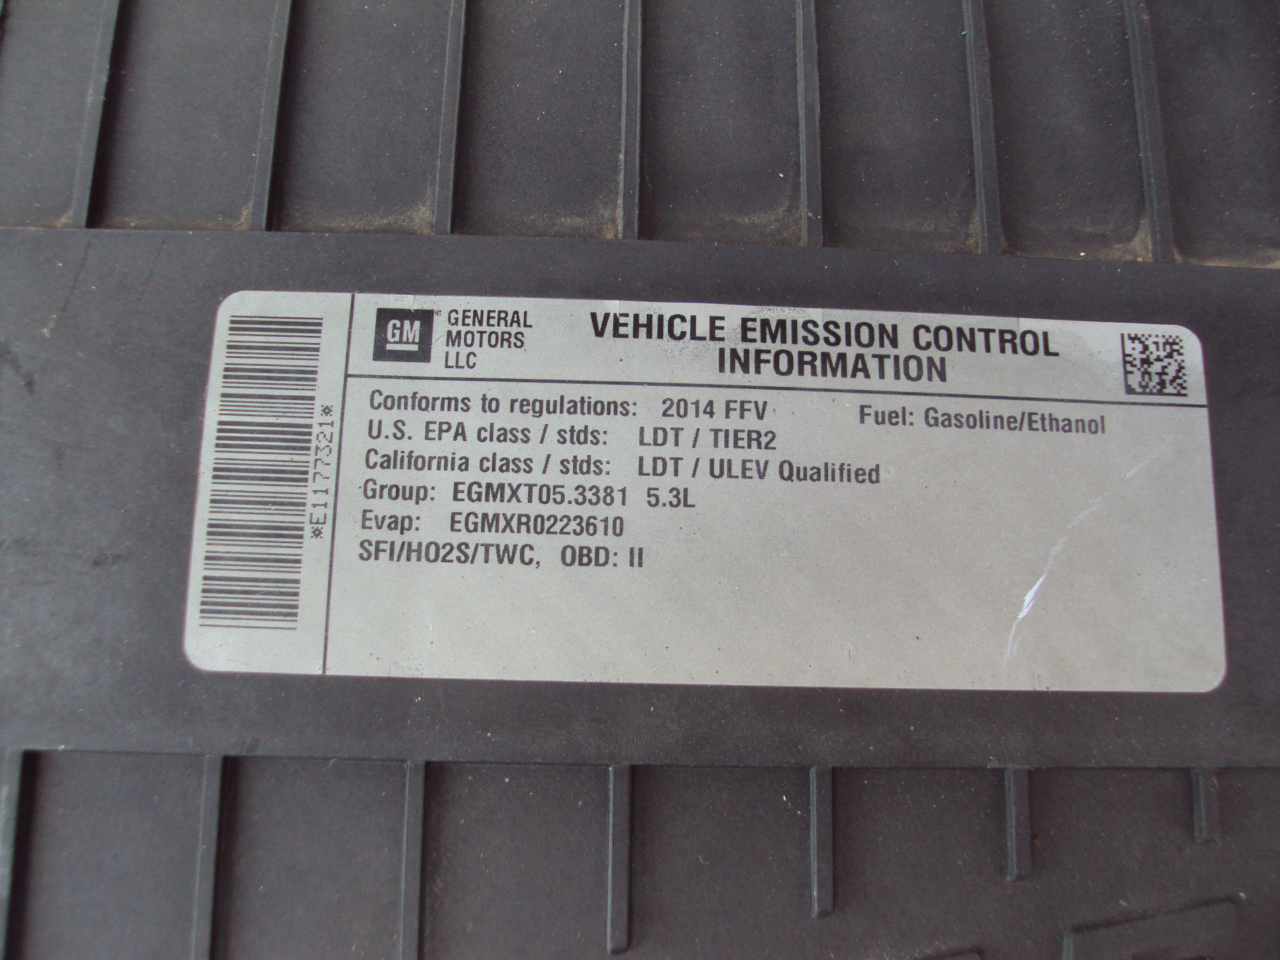 *E1177321*
GM
GENERAL
MOTORS
LLC
VEHICLE EMISSION CONTROL
INFORMATION
Conforms to regulations: 2014 FFV Fuel: Gasoline/Ethanol
U.S. EPA class / stds: LDT / TIER2
California class / stds: LDT / ULEV Qualified
Group: EGMXT05.3381 5.3L
Evap: EGMXR0223610
SFI/HO2S/TWC, OBD: II